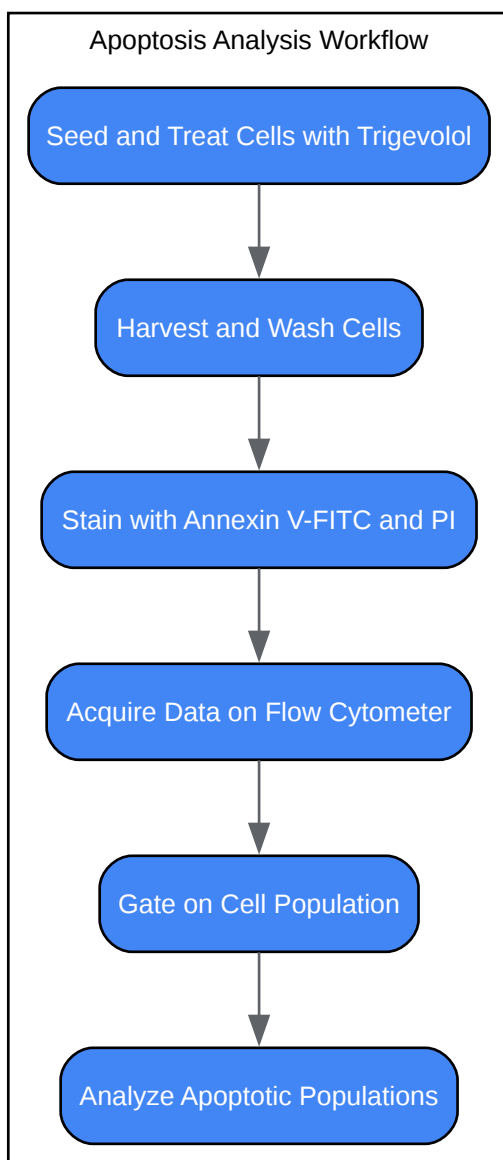 Apoptosis Analysis Workflow
Seed and Treat Cells with Trigevolol
Harvest and Wash Cells
Stain with Annexin V-FITC and PI
Acquire Data on Flow Cytometer
Gate on Cell Population
Analyze Apoptotic Populations